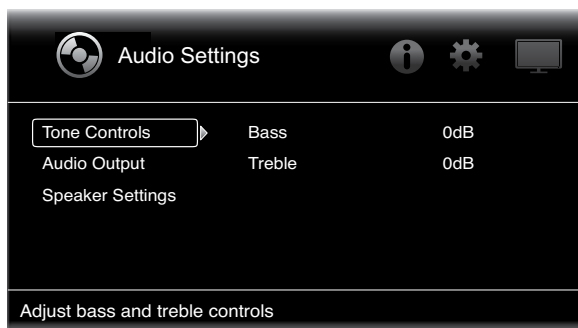 Audio Settings
Tone Controls Bass 0dB
Audio Output Treble 0dB
Speaker Settings
Adjust bass and treble controls